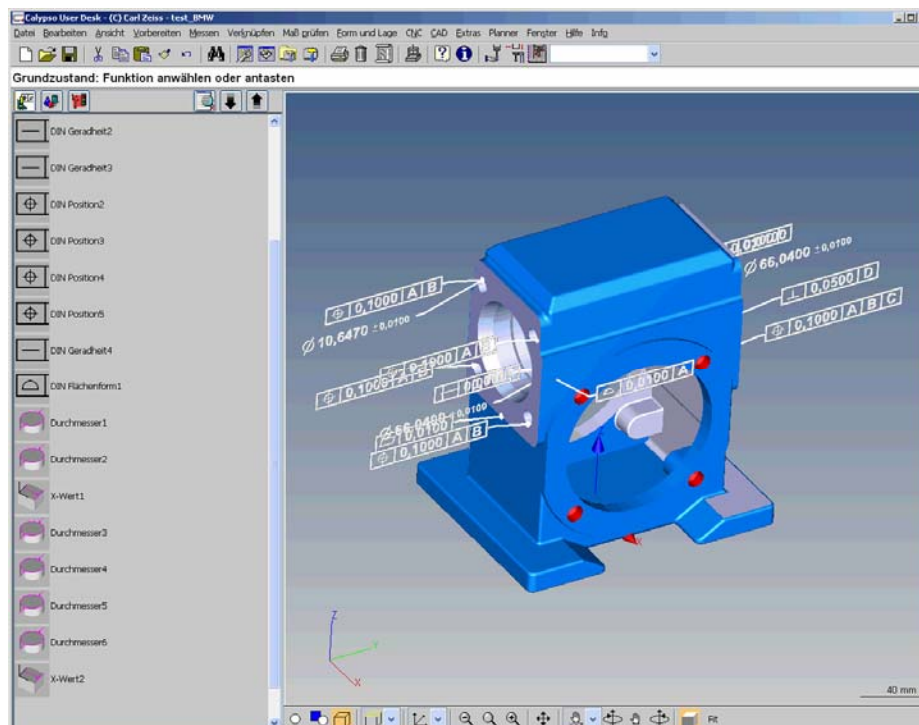 Calypso User Desk - (C) Carl Zeiss - test_BMW
Datei Bearbeiten Ansicht Vorbereiten Messen Verknüpfen Maß prüfen Form und Lage CNC CAD Extras Planner Fenster Hilfe Info
Grundzustand: Funktion anwählen oder antasten
DIN Geradheit2
DIN Geradheit3
DIN Position2
DIN Position3
DIN Position4
DIN Position5
DIN Geradheit4
DIN Flächenform1
Durchmesser1
Durchmesser2
X-Wert1
Durchmesser3
Durchmesser4
Durchmesser5
Durchmesser6
X-Wert2
Ø 66,0400 ±0,0100
⊥ 0,0500 D
⌖ 0,1000 A B C
⌖ 0,1000 A B
Ø 10,6470 ±0,0100
0,0100 A
⌖ 0,1000 A B
Z
Y
X
X
40 mm
Fit